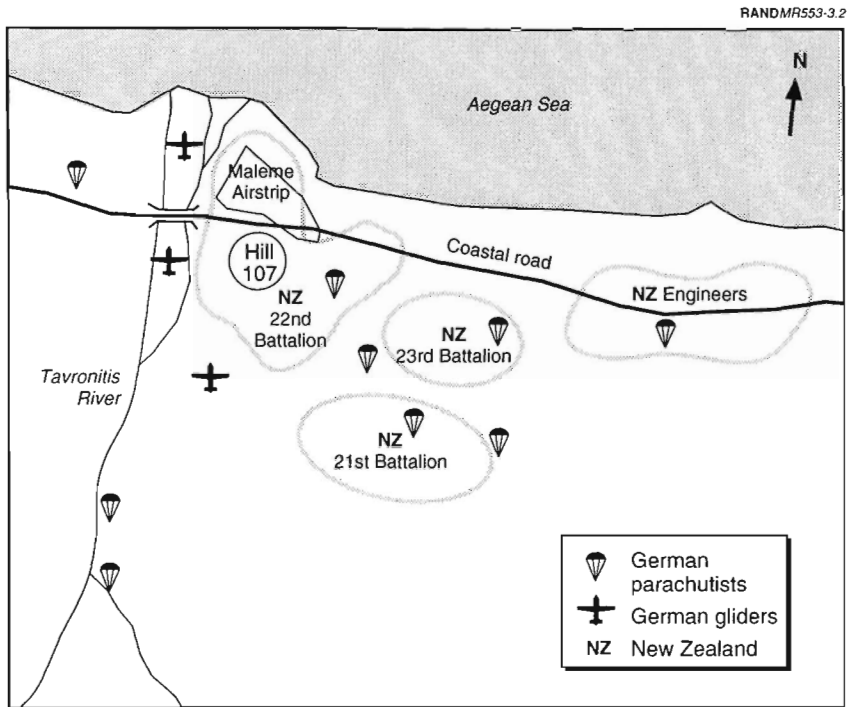 RANDMR553-3.2
N
Aegean Sea
Maleme
Airstrip
Coastal road
Hill
107
NZ
22nd
Battalion
NZ Engineers
NZ
23rd Battalion
Tavronitis
River
NZ
21st Battalion
German
parachutists
German gliders
NZ New Zealand